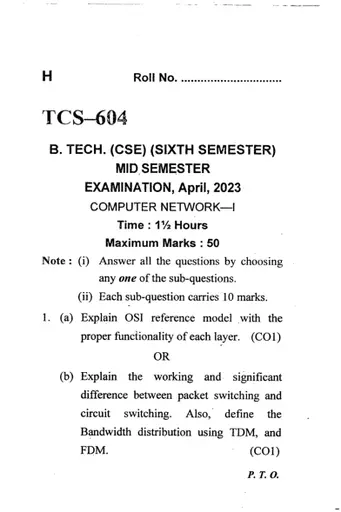 H Roll No. ...............................
TCS–604
B. TECH. (CSE) (SIXTH SEMESTER)
MID SEMESTER
EXAMINATION, April, 2023
COMPUTER NETWORK—I
Time : 1½ Hours
Maximum Marks : 50
Note : (i) Answer all the questions by choosing
any one of the sub-questions.
(ii) Each sub-question carries 10 marks.
1. (a) Explain OSI reference model with the
proper functionality of each layer. (CO1)
OR
(b) Explain the working and significant
difference between packet switching and
circuit switching. Also, define the
Bandwidth distribution using TDM, and
FDM. (CO1)
P. T. O.